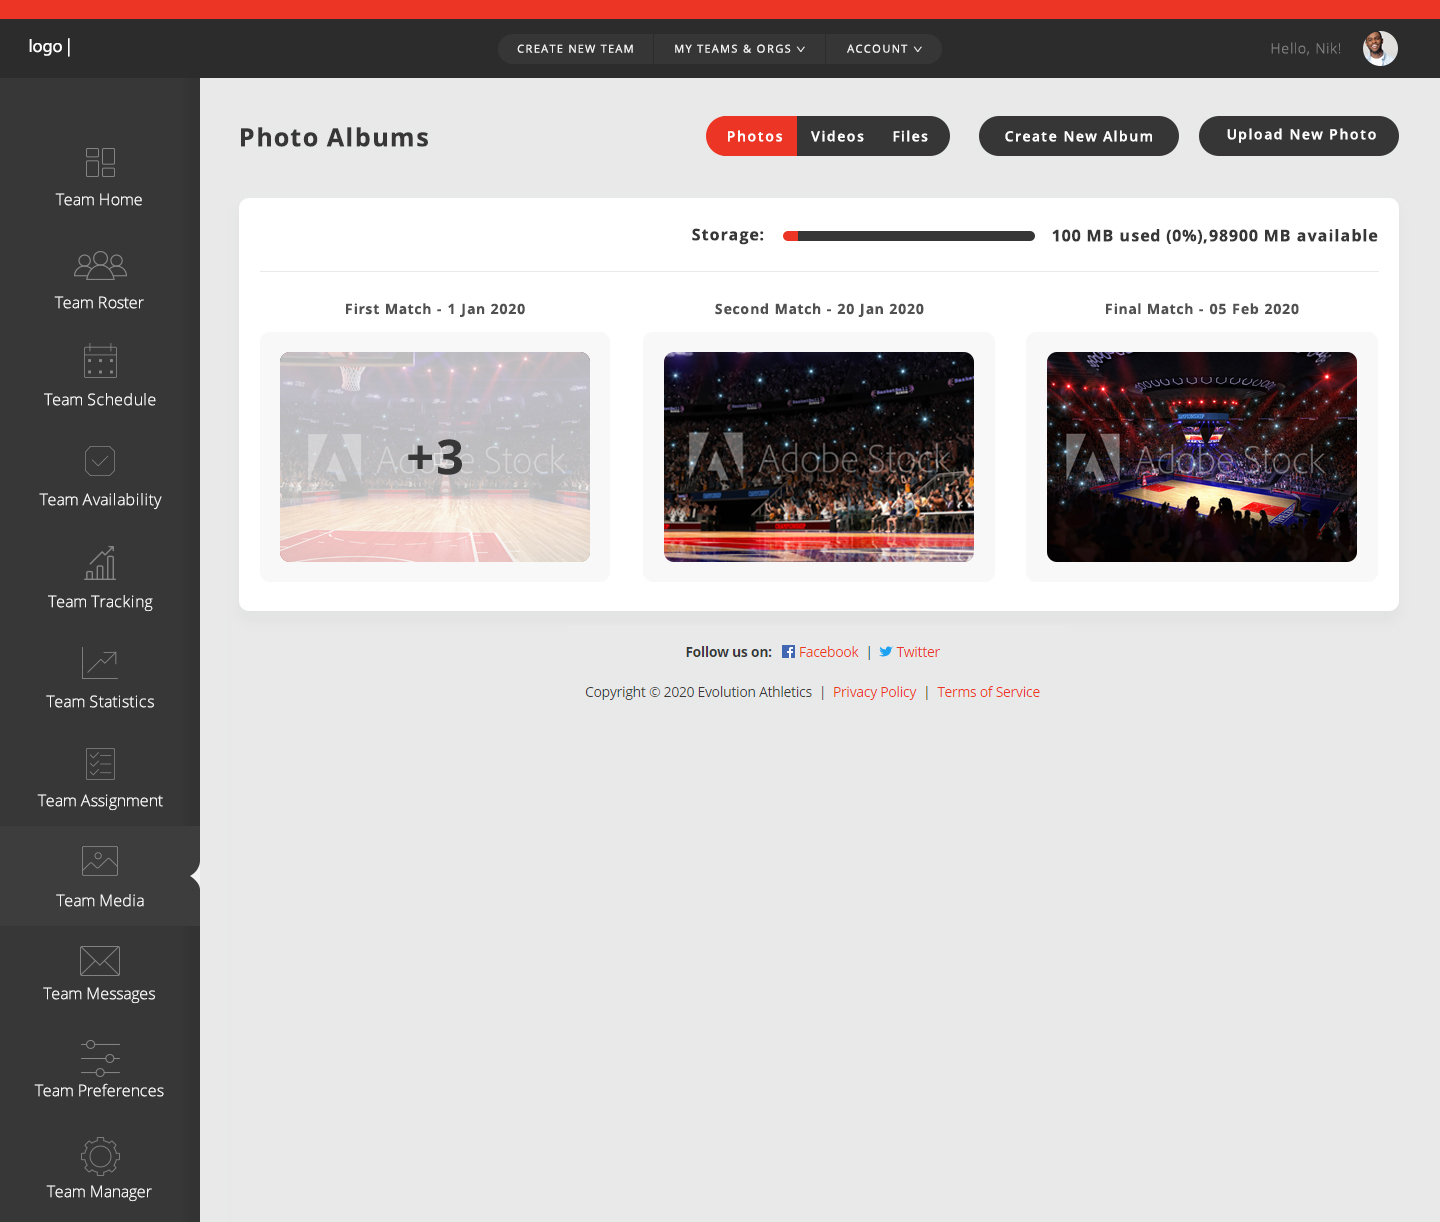 logo |
CREATE NEW TEAM
MY TEAMS & ORGS
ACCOUNT
Hello, Nik!
Team Home
Team Roster
Team Schedule
Team Availability
Team Tracking
Team Statistics
Team Assignment
Team Media
Team Messages
Team Preferences
Team Manager
Photo Albums
Photos
Videos
Files
Create New Album
Upload New Photo
Storage:
100 MB used (0%),98900 MB available
First Match - 1 Jan 2020
Second Match - 20 Jan 2020
Final Match - 05 Feb 2020
+3
Adobe Stock
Adobe Stock
Adobe Stock
Follow us on: Facebook | Twitter
Copyright © 2020 Evolution Athletics | Privacy Policy | Terms of Service